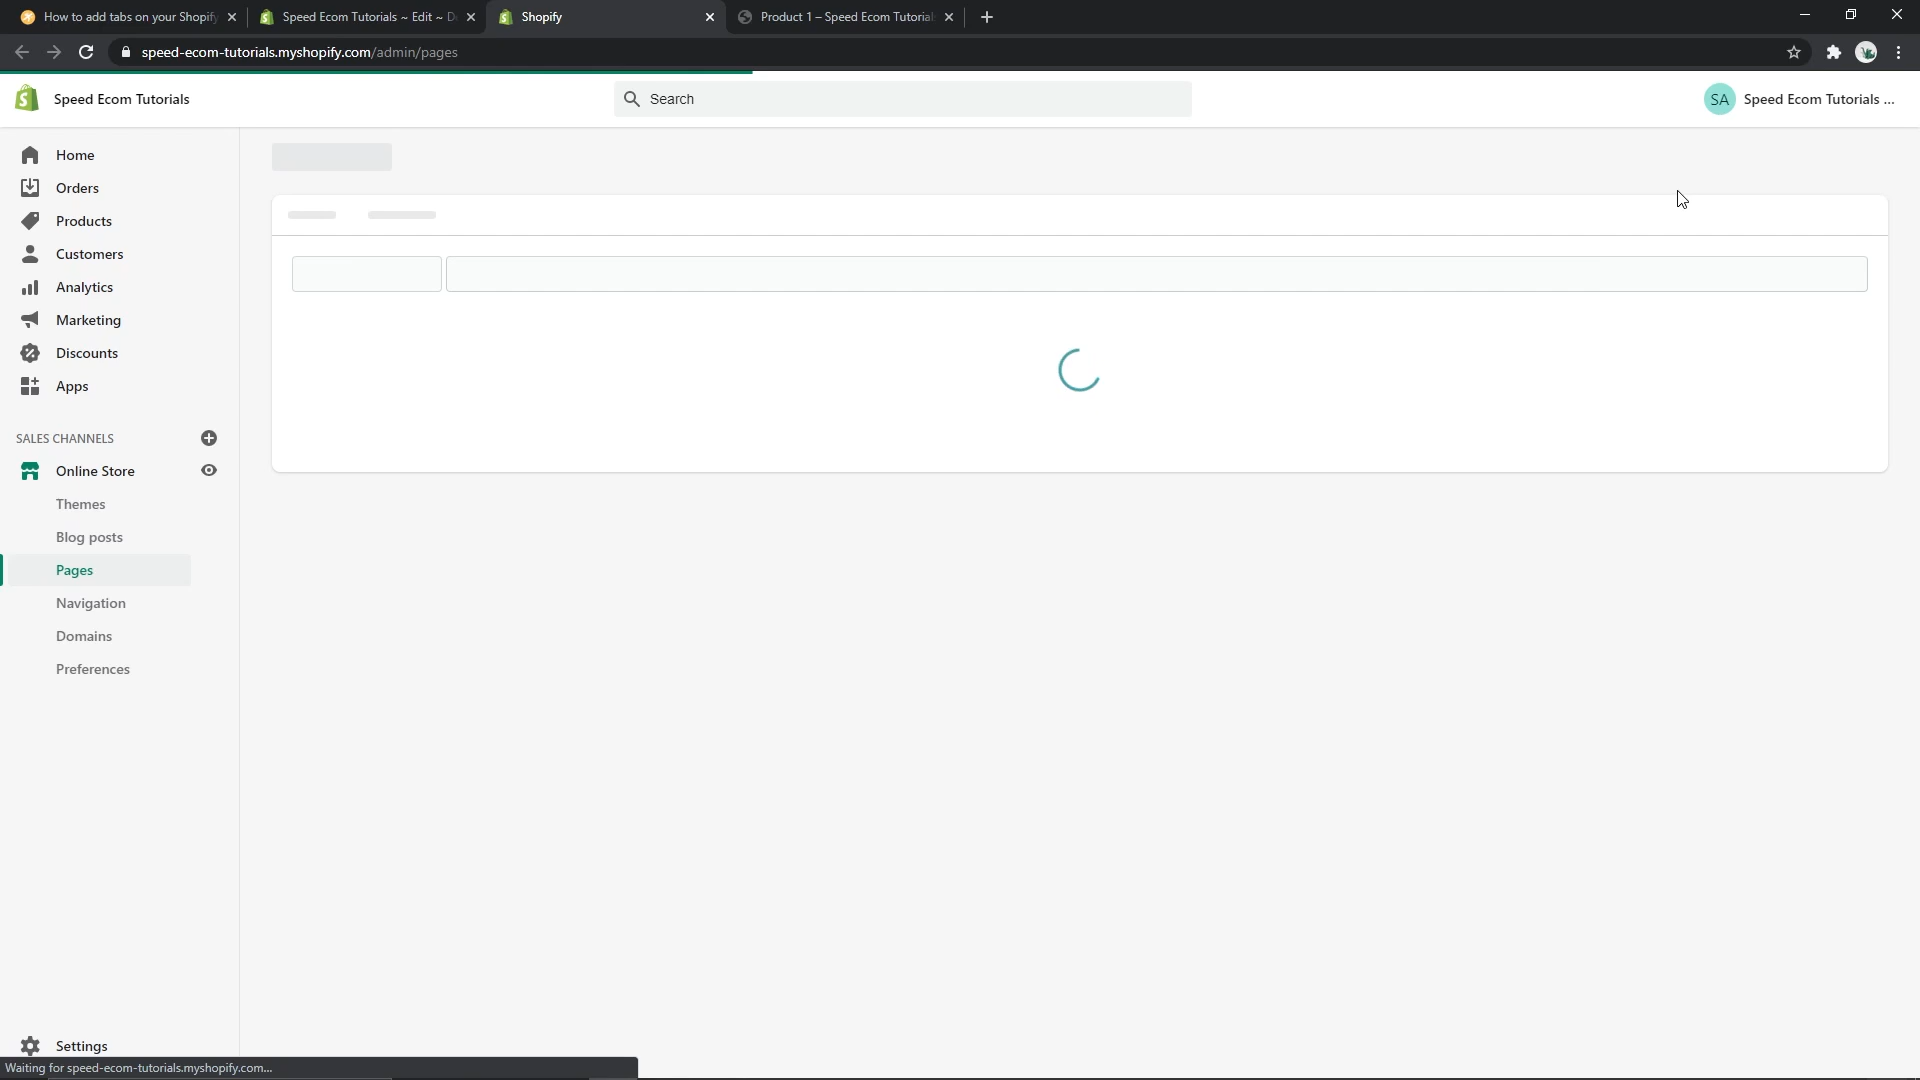 How to add tabs on your Shopify
Speed Ecom Tutorials ~ Edit ~ D
Shopify
Product 1 – Speed Ecom Tutorial
speed-ecom-tutorials.myshopify.com/admin/pages
Speed Ecom Tutorials
Search
SA
Speed Ecom Tutorials ...
Home
Orders
Products
Customers
Analytics
Marketing
Discounts
Apps
SALES CHANNELS
Online Store
Themes
Blog posts
Pages
Navigation
Domains
Preferences
Settings
Waiting for speed-ecom-tutorials.myshopify.com...